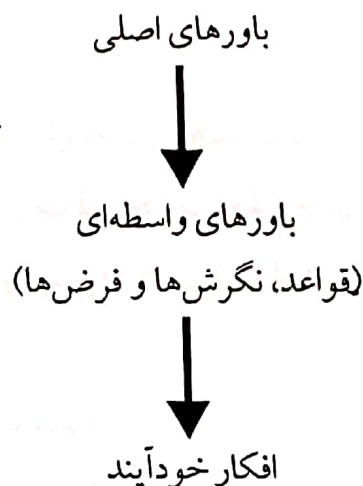 باورهای اصلی
باورهای واسطه‌ای
(قواعد، نگرش‌ها و فرض‌ها)
افکار خودآیند